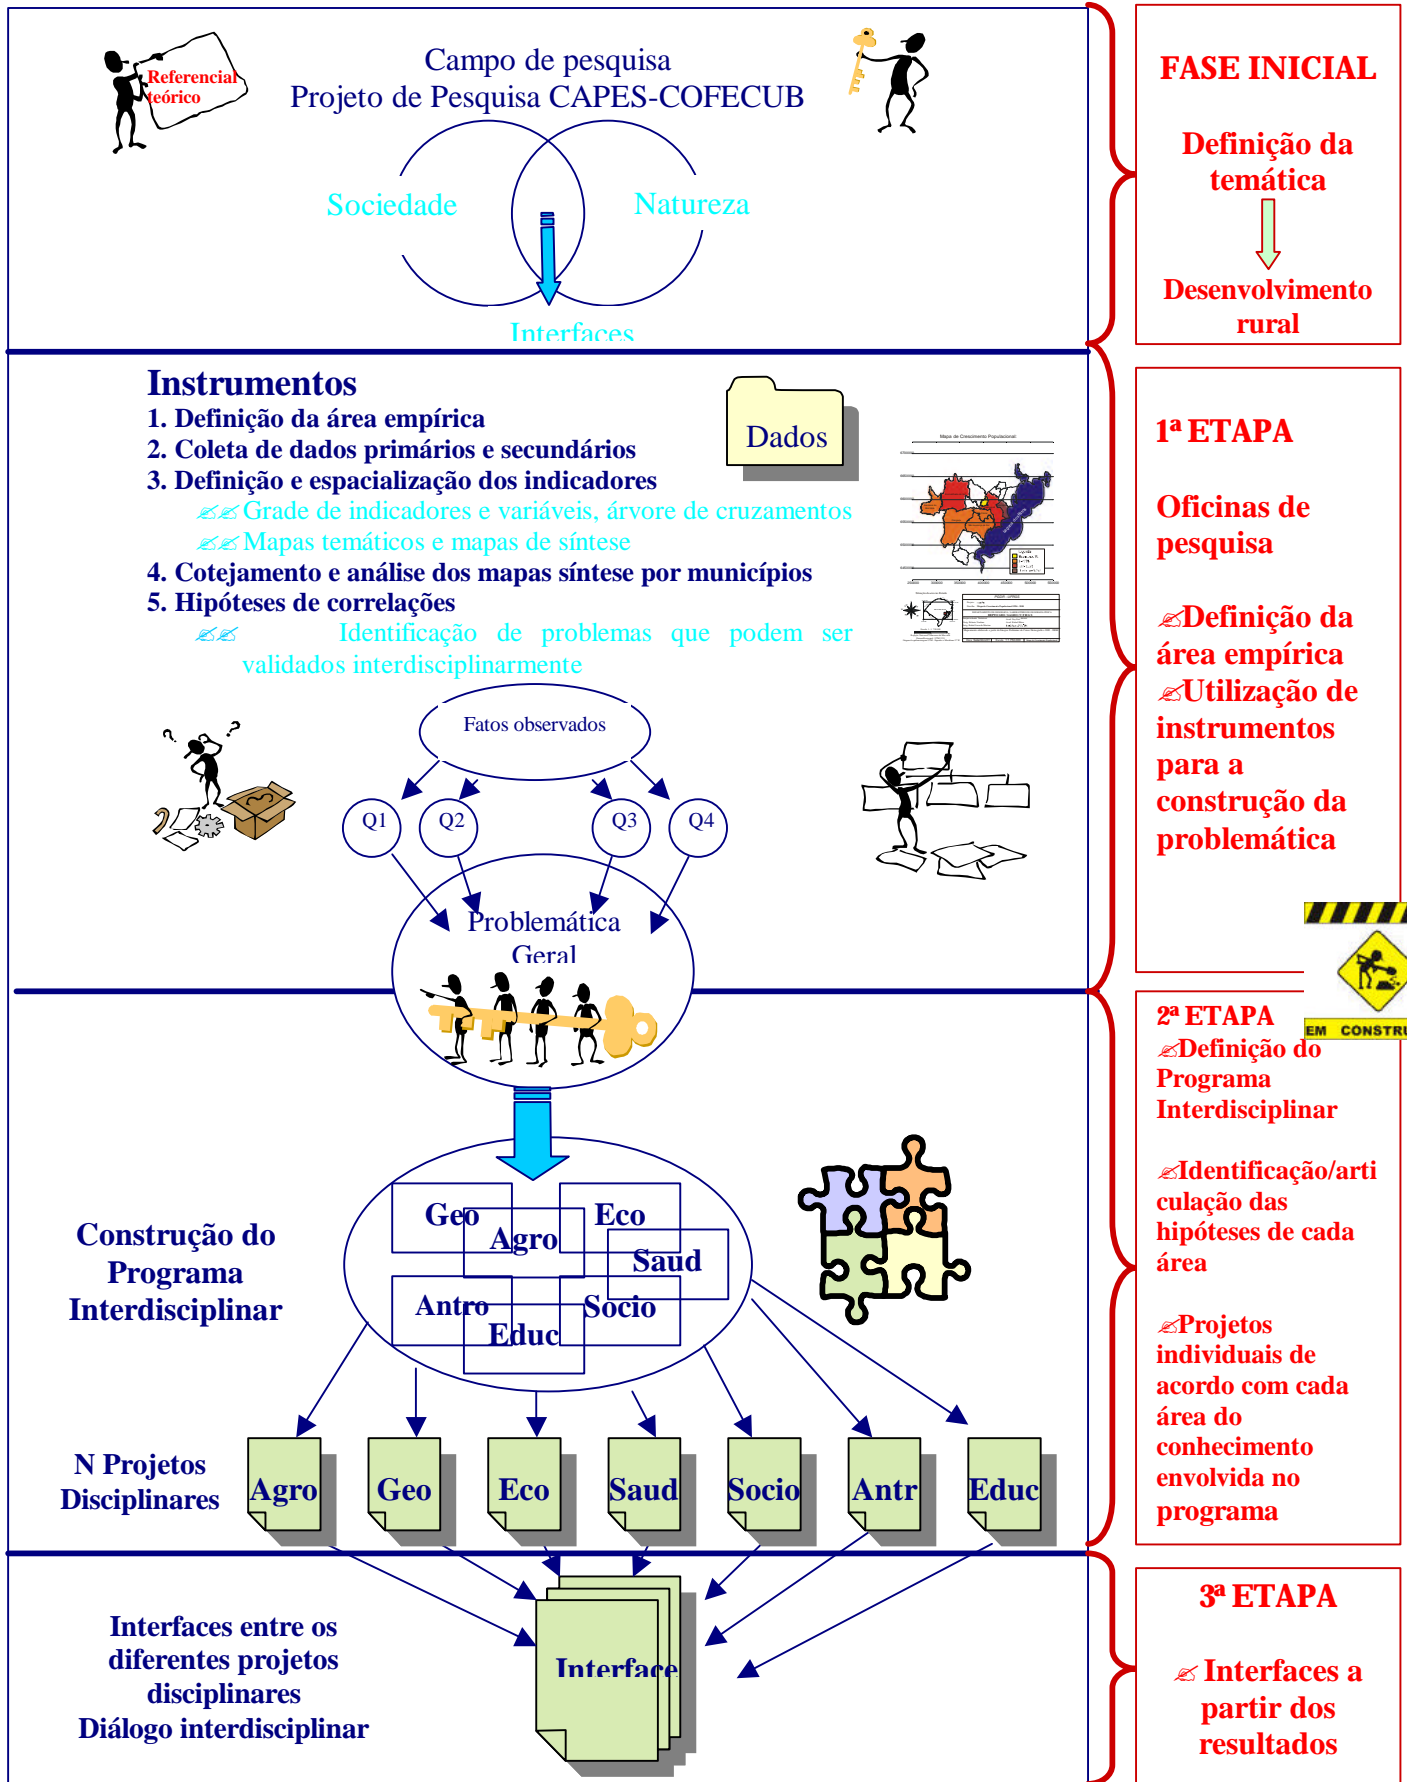 Referencial
teórico
Campo de pesquisa
Projeto de Pesquisa CAPES-COFECUB
Sociedade
Natureza
Interfaces
FASE INICIAL
Definição da
temática
Desenvolvimento
rural
Instrumentos
1. Definição da área empírica
2. Coleta de dados primários e secundários
3. Definição e espacialização dos indicadores
Grade de indicadores e variáveis, árvore de cruzamentos
Mapas temáticos e mapas de síntese
4. Cotejamento e análise dos mapas síntese por municípios
5. Hipóteses de correlações
Identificação de problemas que podem ser
validados interdisciplinarmente
Dados
Mapa de Crescimento Populacional
Fatos observados
Q1
Q2
Q3
Q4
Problemática
Geral
1ª ETAPA
Oficinas de
pesquisa
Definição da
área empírica
Utilização de
instrumentos
para a
construção da
problemática
EM CONSTRU
Construção do
Programa
Interdisciplinar
Geo
Eco
Agro
Saud
Antro
Socio
Educ
N Projetos
Disciplinares
Agro
Geo
Eco
Saud
Socio
Antr
Educ
2ª ETAPA
Definição do
Programa
Interdisciplinar
Identificação/arti
culação das
hipóteses de cada
área
Projetos
individuais de
acordo com cada
área do
conhecimento
envolvida no
programa
Interfaces entre os
diferentes projetos
disciplinares
Diálogo interdisciplinar
Interface
3ª ETAPA
Interfaces a
partir dos
resultados